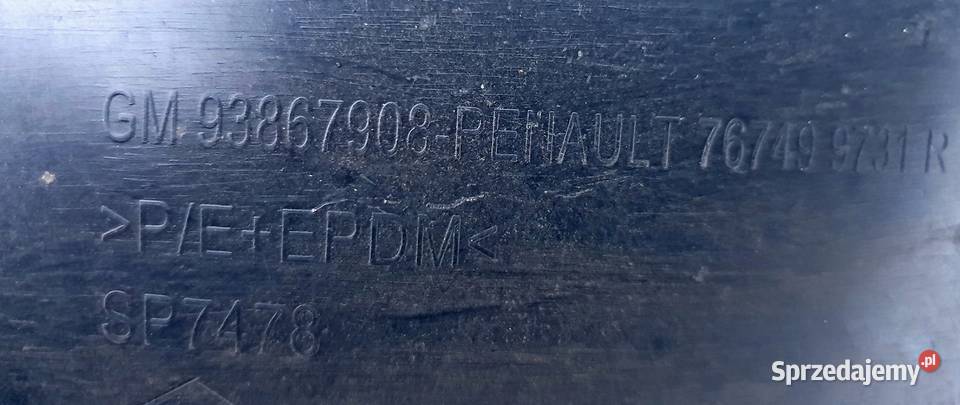 GM 93867908-RENAULT 76749 9731 R
>P/E+EPDM<
SP7478
Sprzedajemy.pl